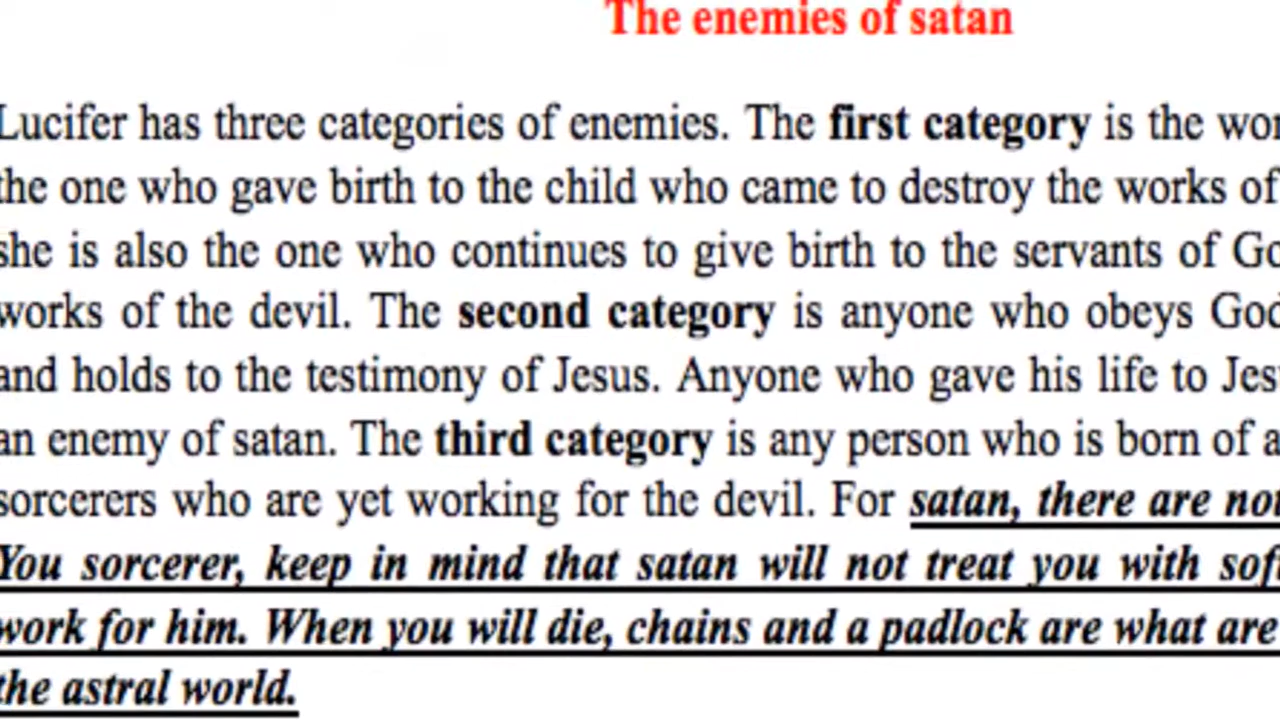 The enemies of satan
Lucifer has three categories of enemies. The first category is the
the one who gave birth to the child who came to destroy the works of
she is also the one who continues to give birth to the servants of
works of the devil. The second category is anyone who obeys God
and holds to the testimony of Jesus. Anyone who gave his life to
an enemy of satan. The third category is any person who is born of
sorcerers who are yet working for the devil. For satan, there are
You sorcerer, keep in mind that satan will not treat you with
work for him. When you will die, chains and a padlock are what are
the astral world.